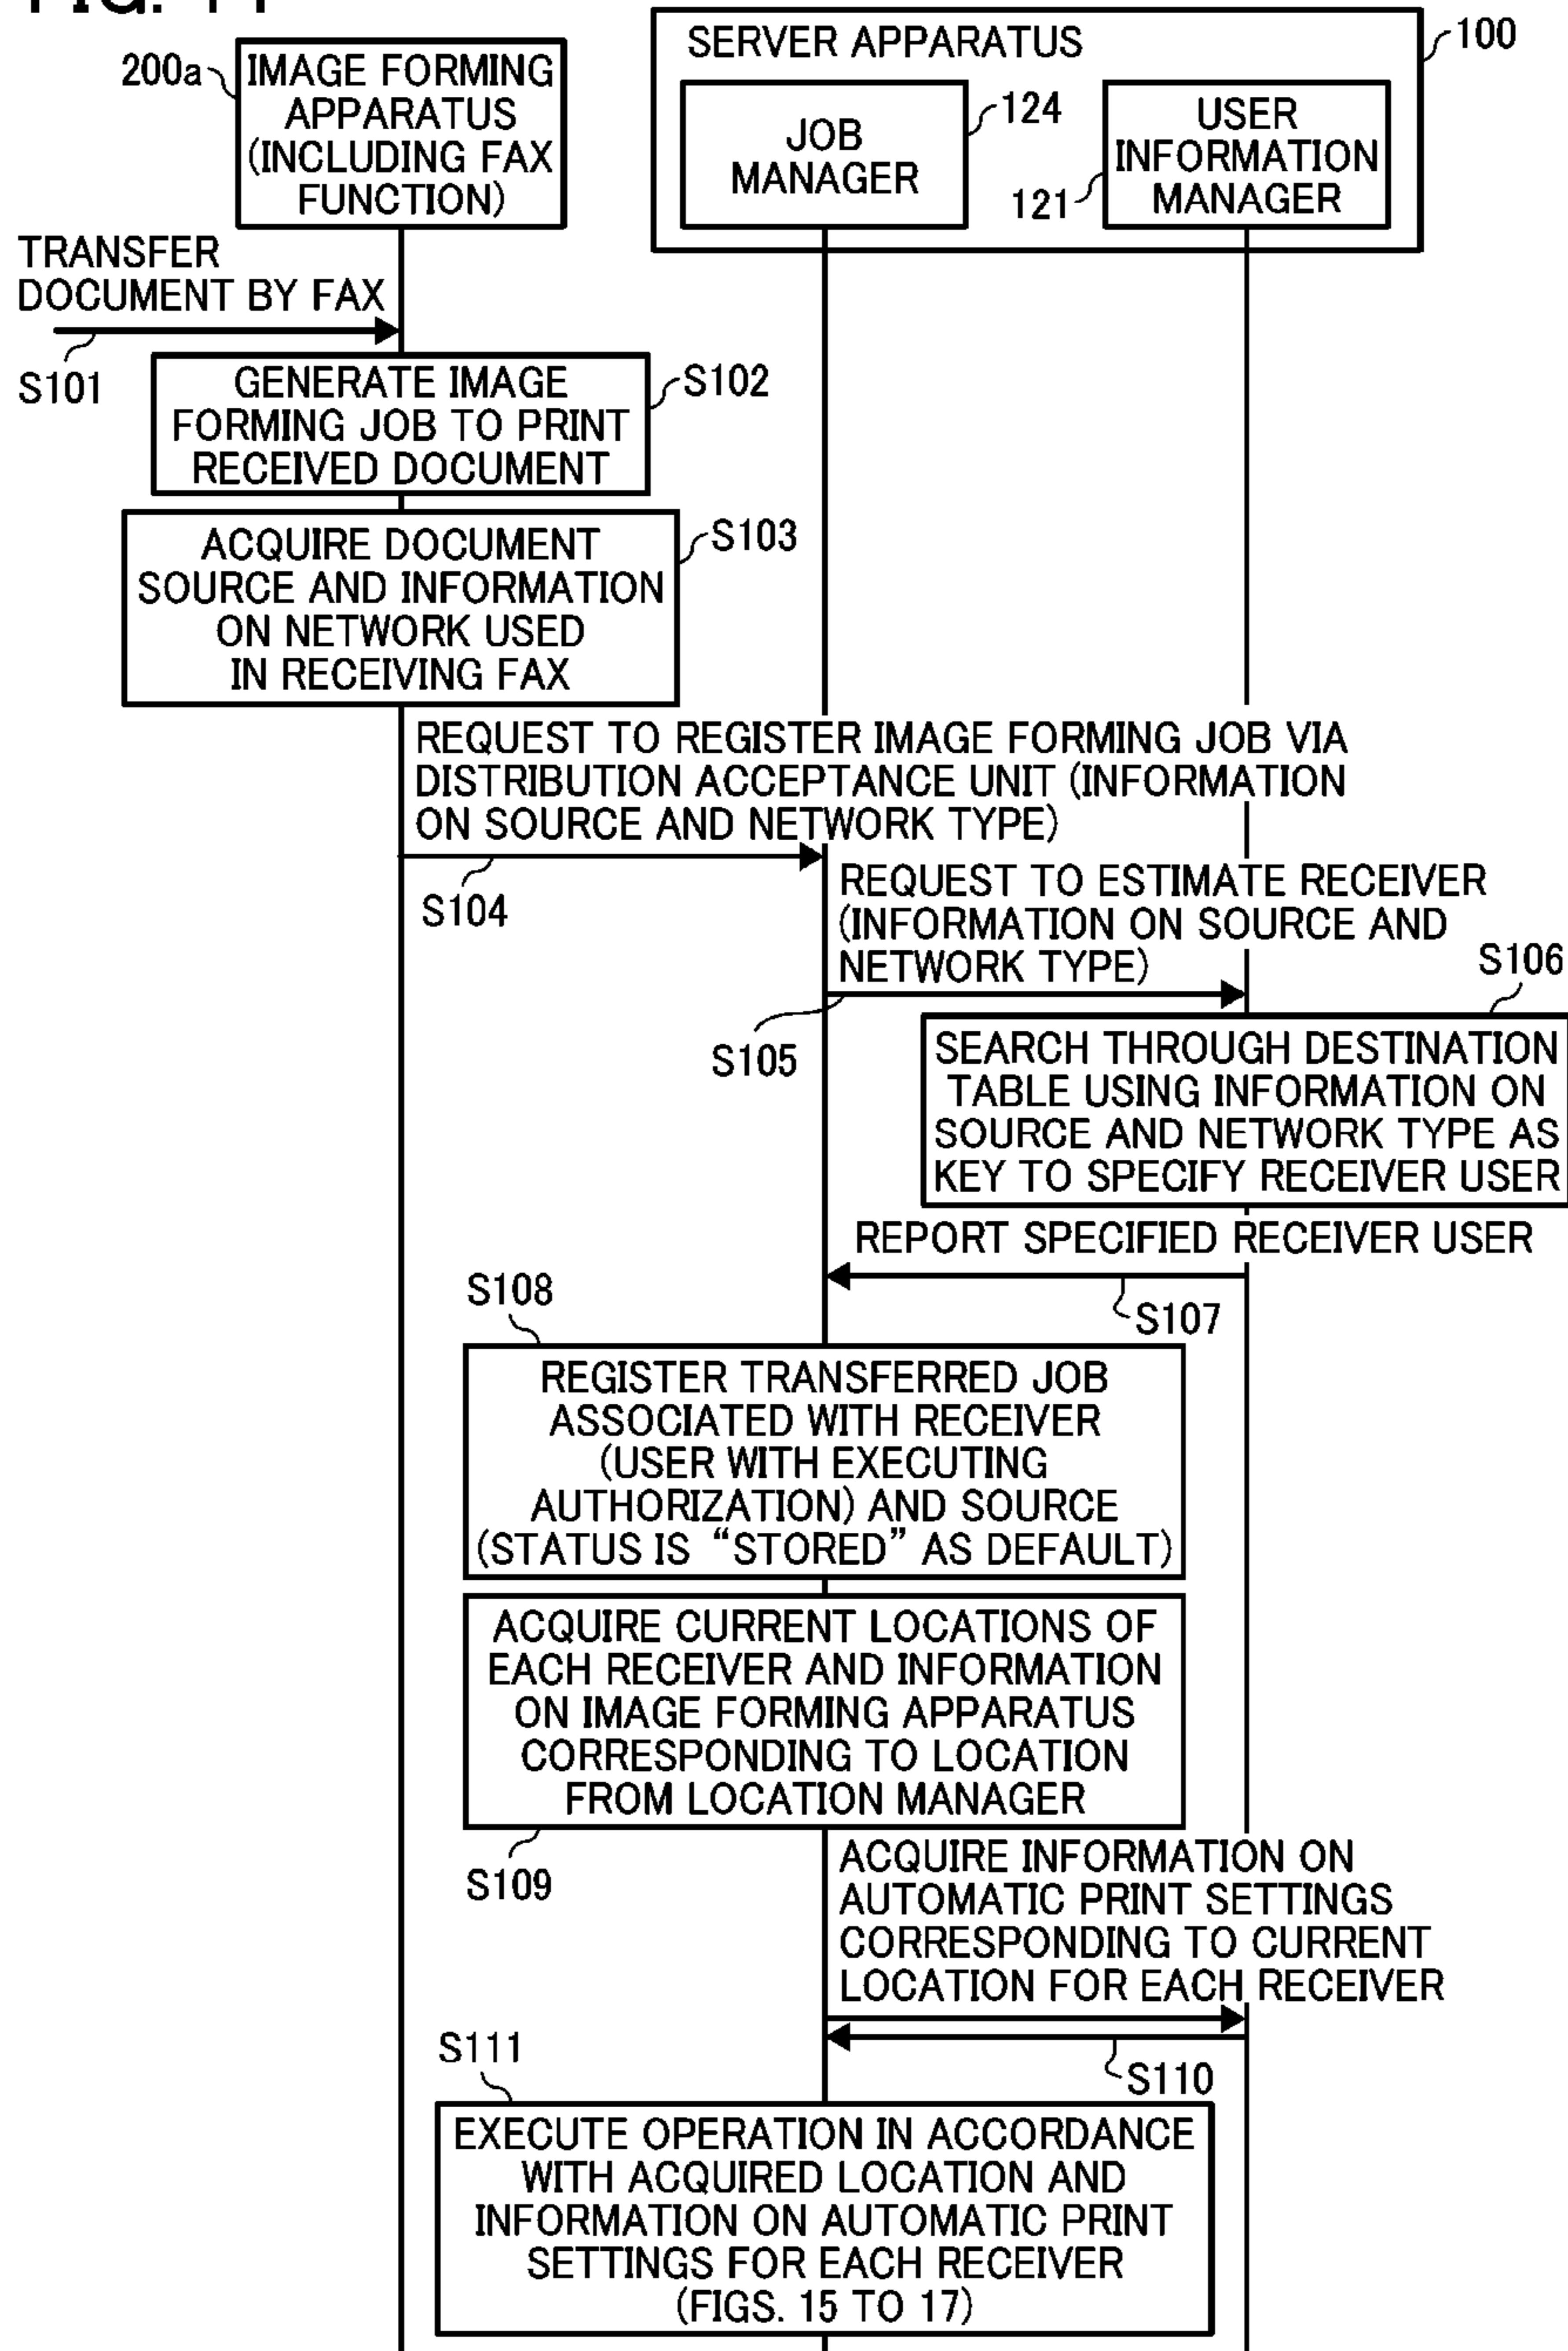 FIG.
200a
IMAGE FORMING
APPARATUS
(INCLUDING FAX
FUNCTION)
SERVER APPARATUS
100
JOB
MANAGER
124
USER
INFORMATION
MANAGER
121
TRANSFER
DOCUMENT BY FAX
S101
GENERATE IMAGE
FORMING JOB TO PRINT
RECEIVED DOCUMENT
S102
ACQUIRE DOCUMENT
SOURCE AND INFORMATION
ON NETWORK USED
IN RECEIVING FAX
S103
REQUEST TO REGISTER IMAGE FORMING JOB VIA
DISTRIBUTION ACCEPTANCE UNIT (INFORMATION
ON SOURCE AND NETWORK TYPE)
S104
REQUEST TO ESTIMATE RECEIVER
(INFORMATION ON SOURCE AND
NETWORK TYPE)
S105
S106
SEARCH THROUGH DESTINATION
TABLE USING INFORMATION ON
SOURCE AND NETWORK TYPE AS
KEY TO SPECIFY RECEIVER USER
REPORT SPECIFIED RECEIVER USER
S107
S108
REGISTER TRANSFERRED JOB
ASSOCIATED WITH RECEIVER
(USER WITH EXECUTING
AUTHORIZATION) AND SOURCE
(STATUS IS “STORED” AS DEFAULT)
ACQUIRE CURRENT LOCATIONS OF
EACH RECEIVER AND INFORMATION
ON IMAGE FORMING APPARATUS
CORRESPONDING TO LOCATION
FROM LOCATION MANAGER
S109
ACQUIRE INFORMATION ON
AUTOMATIC PRINT SETTINGS
CORRESPONDING TO CURRENT
LOCATION FOR EACH RECEIVER
S110
S111
EXECUTE OPERATION IN ACCORDANCE
WITH ACQUIRED LOCATION AND
INFORMATION ON AUTOMATIC PRINT
SETTINGS FOR EACH RECEIVER
(FIGS. 15 TO 17)